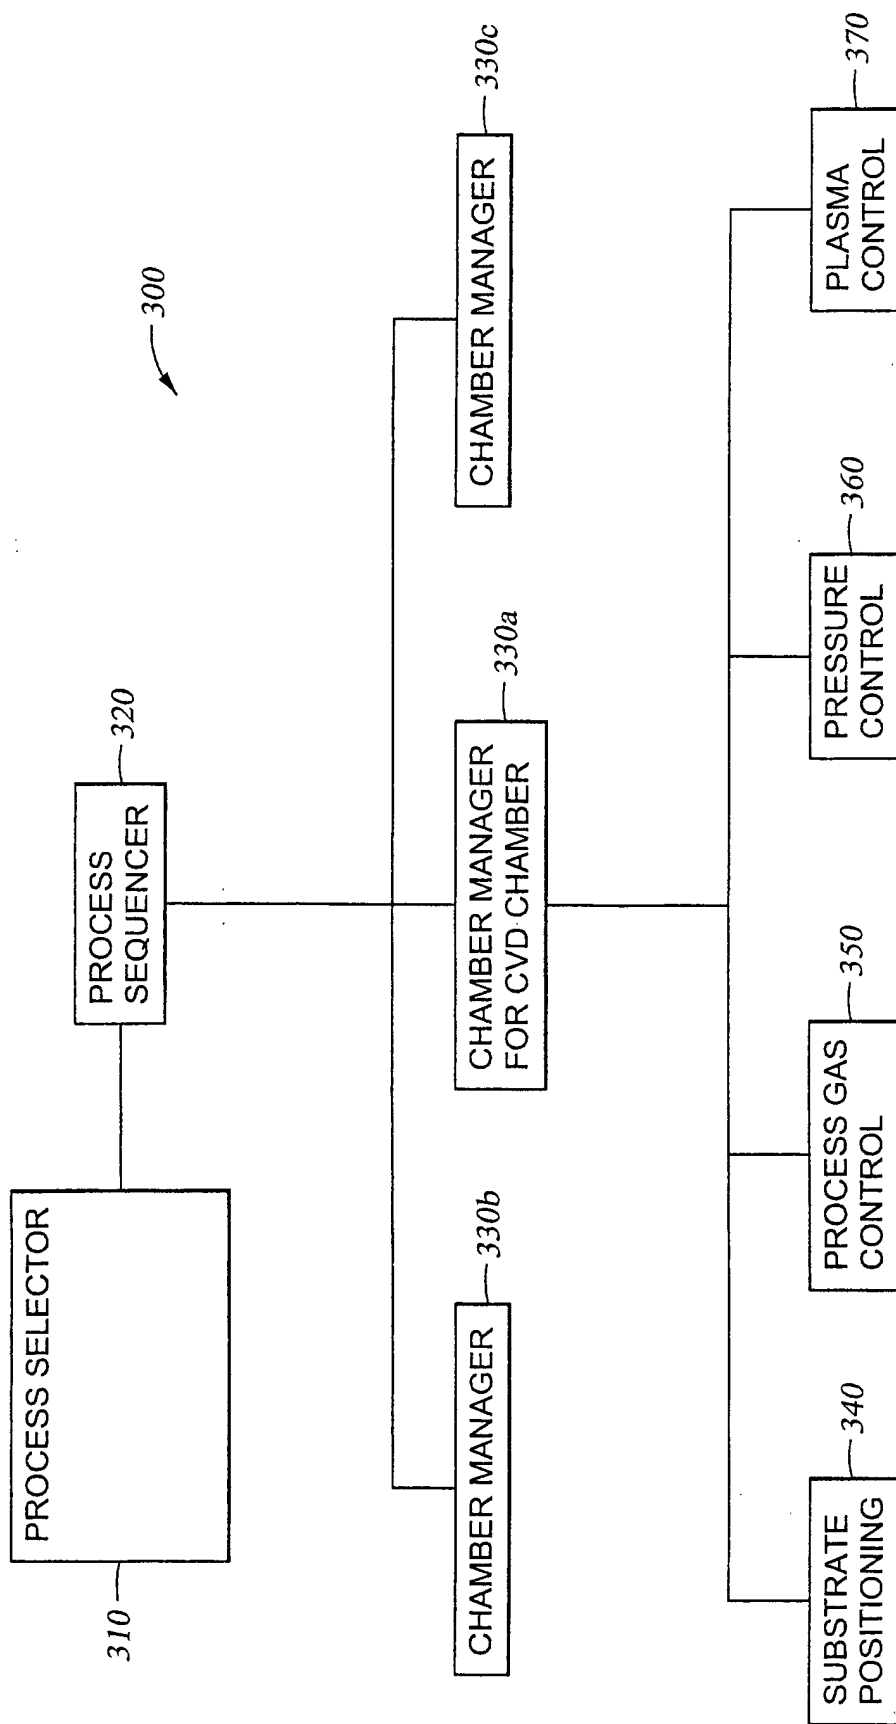 300
PROCESS SELECTOR
310
PROCESS
SEQUENCER
320
CHAMBER MANAGER
330b
CHAMBER MANAGER
FOR CVD CHAMBER
330a
CHAMBER MANAGER
330c
SUBSTRATE
POSITIONING
340
PROCESS GAS
CONTROL
350
PRESSURE
CONTROL
360
PLASMA
CONTROL
370